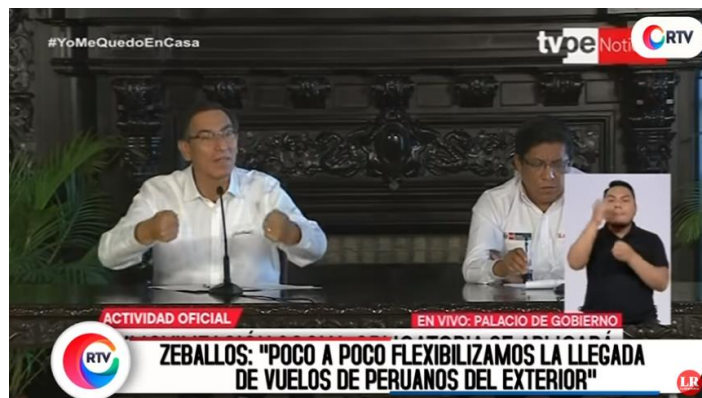 #YoMeQuedoEnCasa
tvpe Noti
RTV
ACTIVIDAD OFICIAL
EN VIVO: PALACIO DE GOBIERNO
RTV
ZEBALLOS: "POCO A POCO FLEXIBILIZAMOS LA LLEGADA
DE VUELOS DE PERUANOS DEL EXTERIOR"
LR